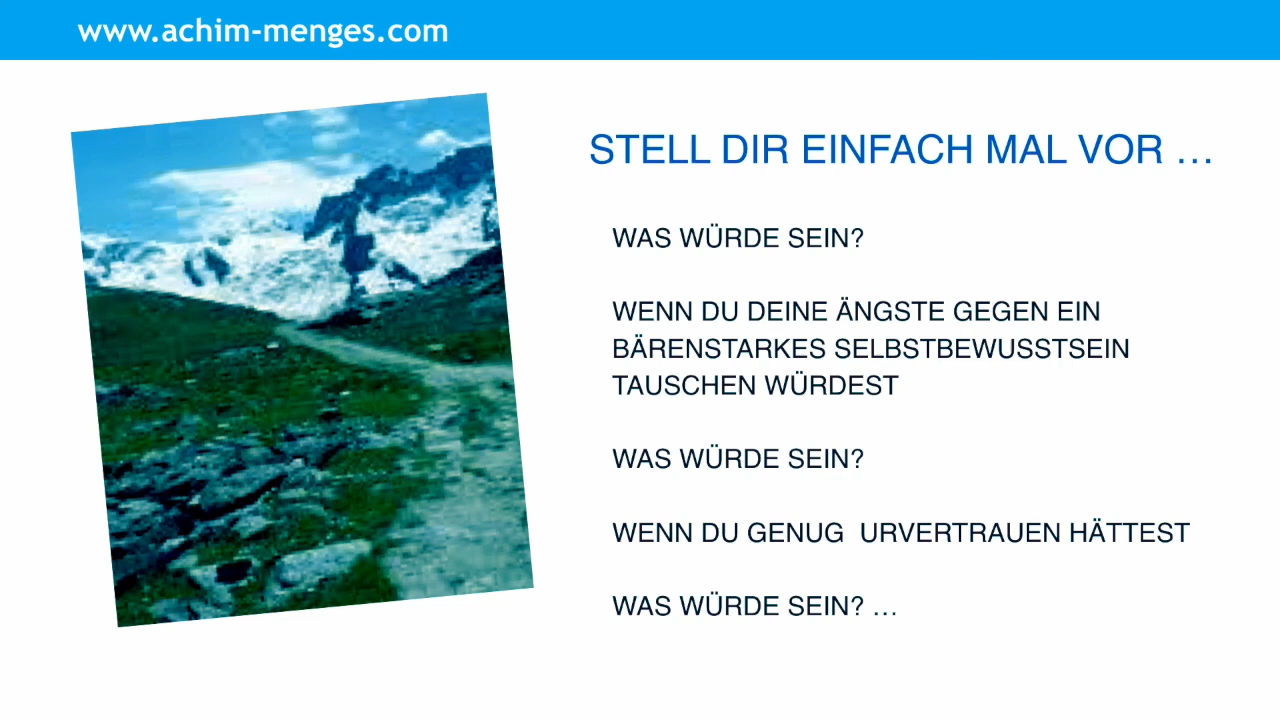 www.achim-menges.com
STELL DIR EINFACH MAL VOR …
WAS WÜRDE SEIN?
WENN DU DEINE ÄNGSTE GEGEN EIN
BÄRENSTARKES SELBSTBEWUSSTSEIN
TAUSCHEN WÜRDEST
WAS WÜRDE SEIN?
WENN DU GENUG  URVERTRAUEN HÄTTEST
WAS WÜRDE SEIN? …